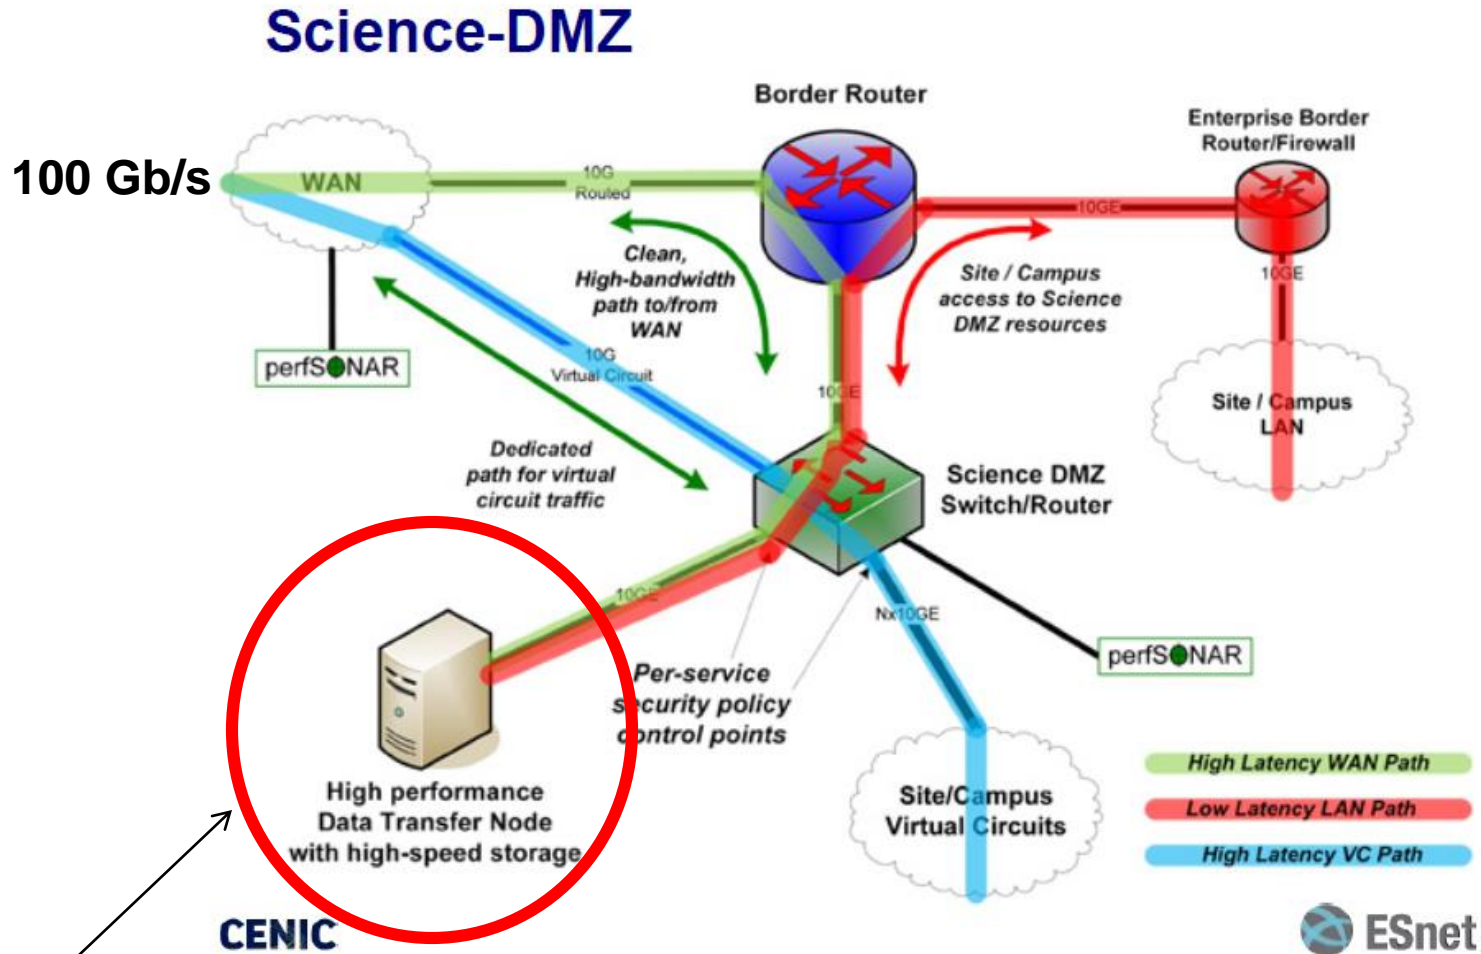 Science-DMZ
Border Router
Enterprise Border
Router/Firewall
100 Gb/s
WAN
10G
Routed
10GE
10GE
Clean,
High-bandwidth
path to/from
WAN
Site / Campus
access to Science
DMZ resources
perfSONAR
10G
Virtual Circuit
10GE
Site / Campus
LAN
Dedicated
path for virtual
circuit traffic
Science DMZ
Switch/Router
10GE
Nx10GE
perfSONAR
Per-service
security policy
control points
High performance
Data Transfer Node
with high-speed storage
Site/Campus
Virtual Circuits
High Latency WAN Path
Low Latency LAN Path
High Latency VC Path
CENIC
ESnet